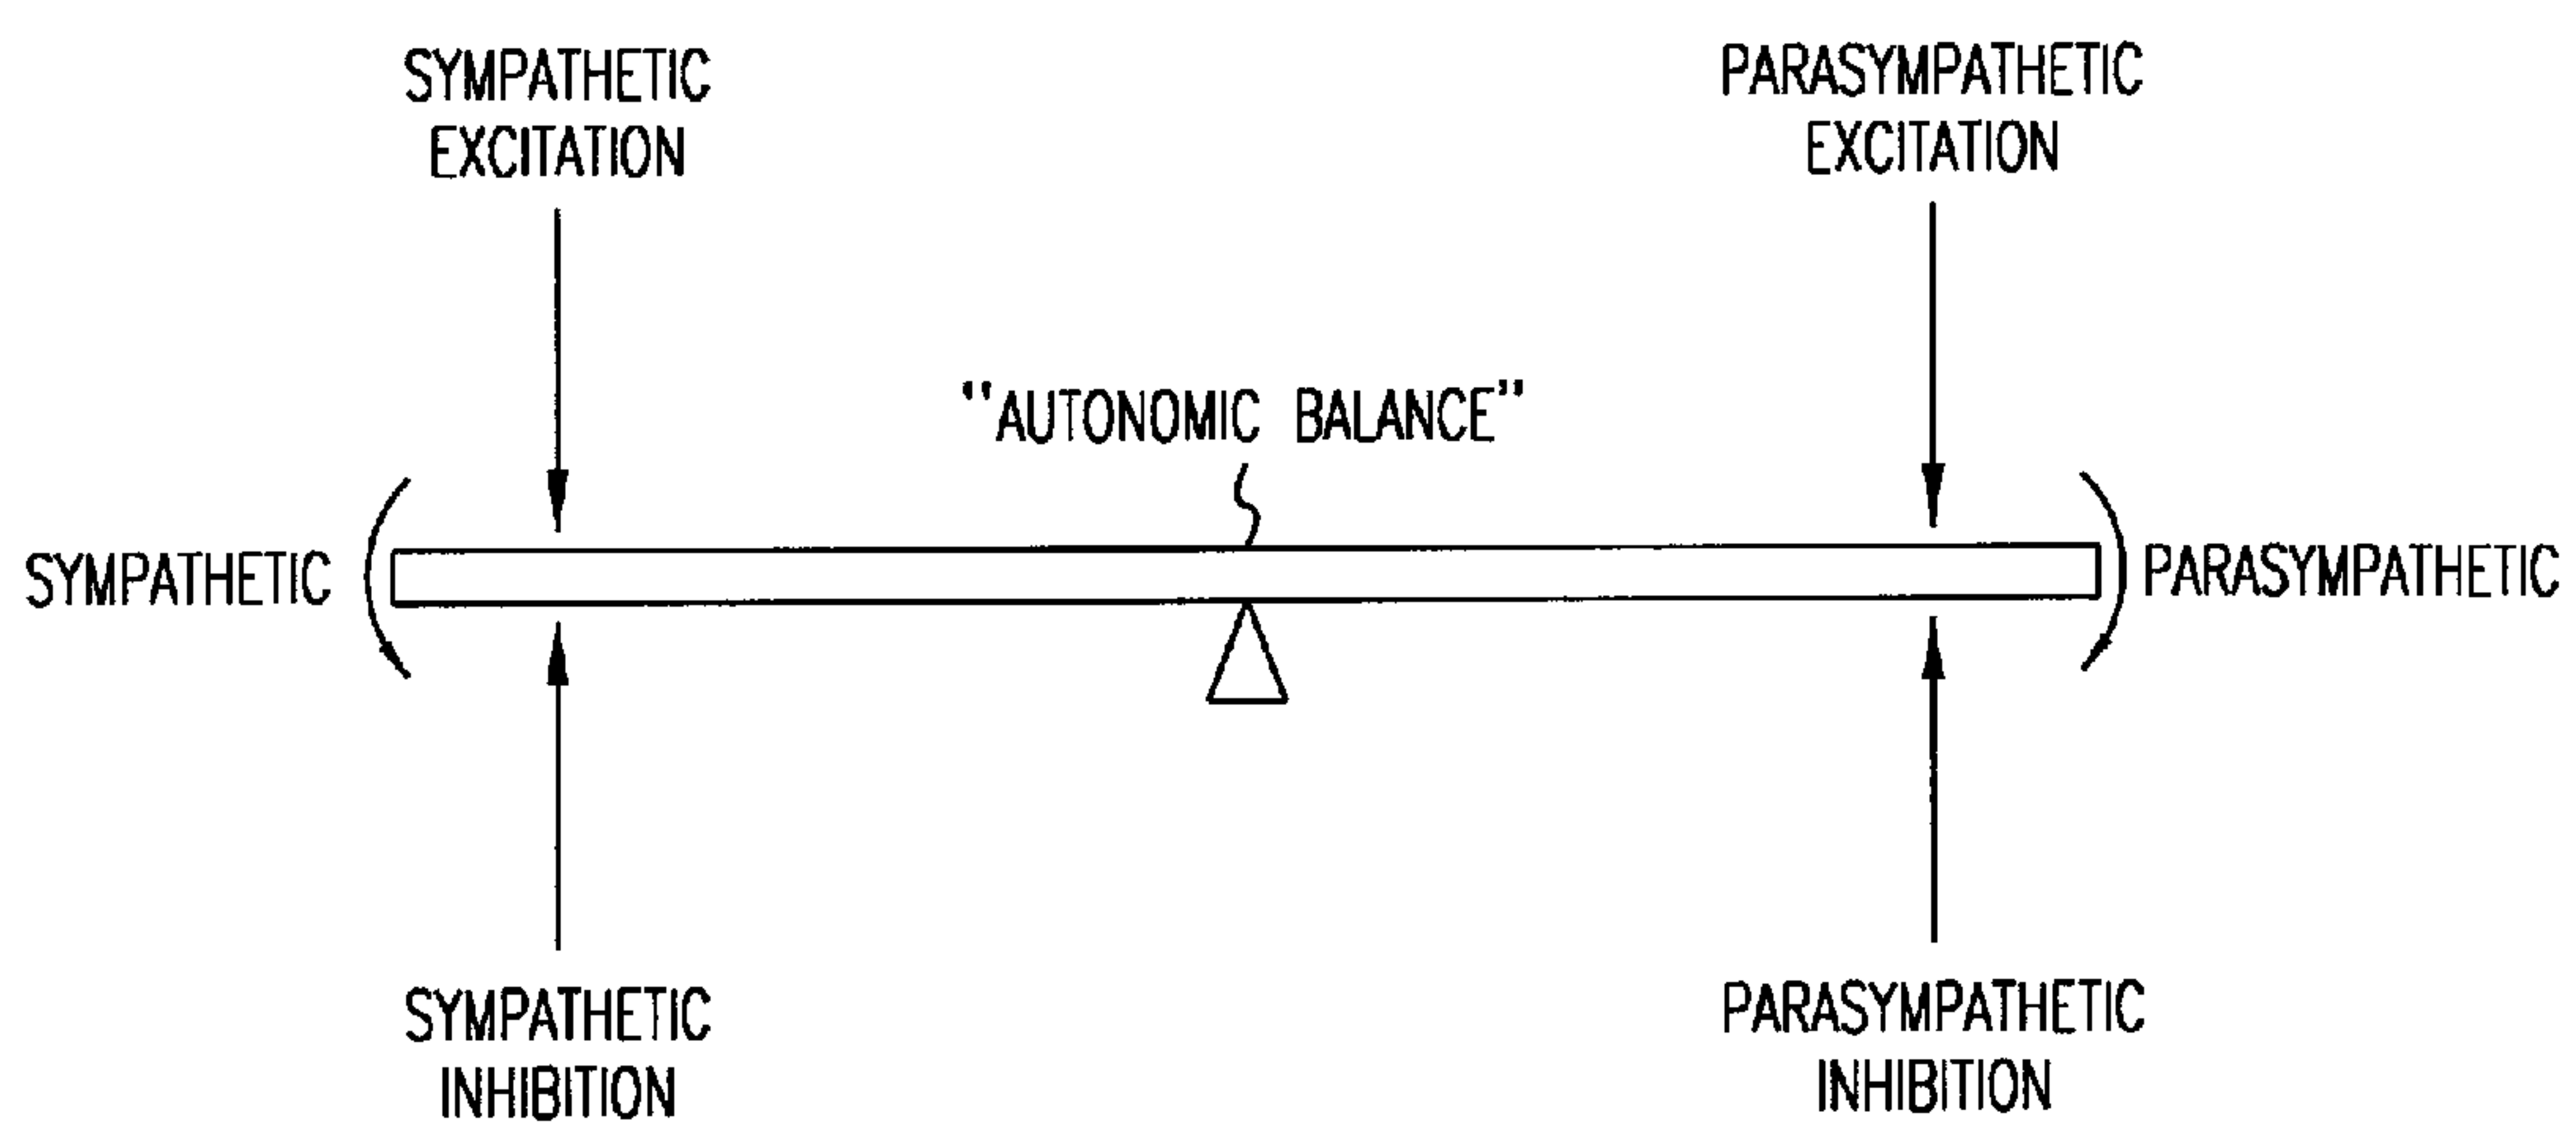 SYMPATHETIC
EXCITATION
PARASYMPATHETIC
EXCITATION
"AUTONOMIC BALANCE"
SYMPATHETIC
PARASYMPATHETIC
SYMPATHETIC
INHIBITION
PARASYMPATHETIC
INHIBITION